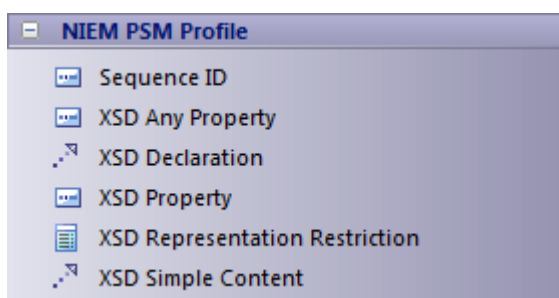 NIEM PSM Profile
Sequence ID
XSD Any Property
XSD Declaration
XSD Property
XSD Representation Restriction
XSD Simple Content